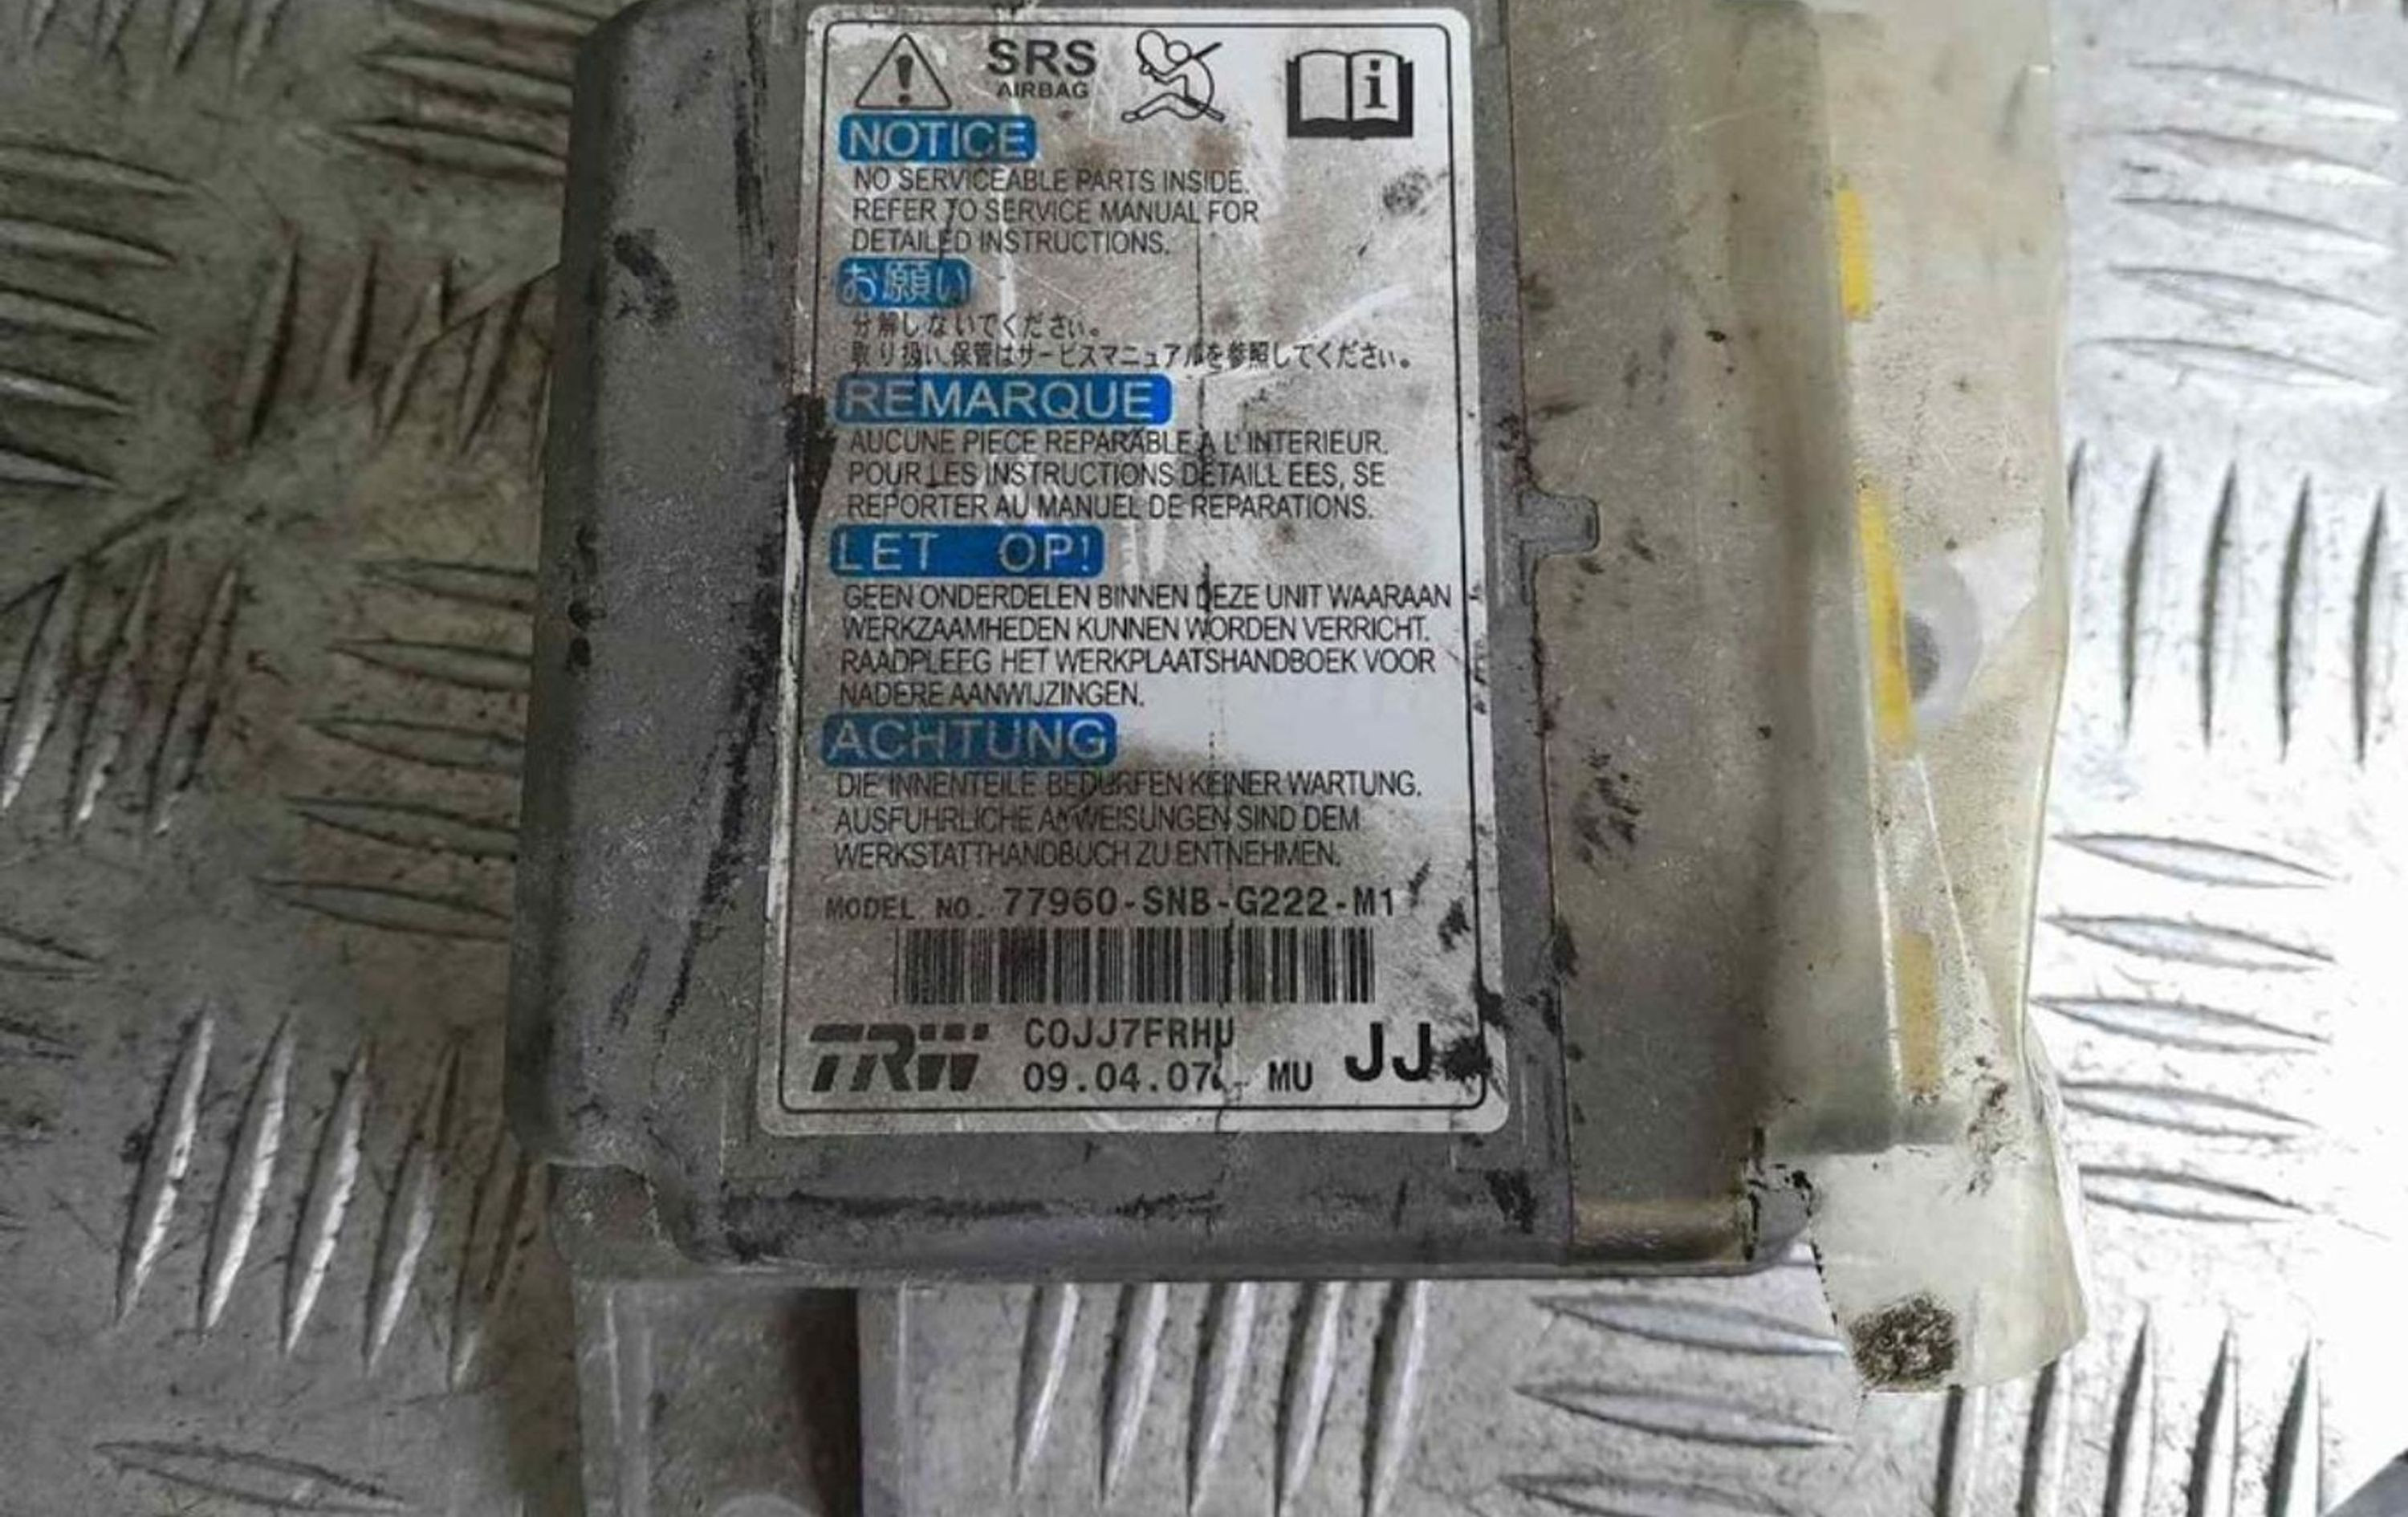 SRS
AIRBAG
i
NOTICE
NO SERVICEABLE PARTS INSIDE.
REFER TO SERVICE MANUAL FOR
DETAILED INSTRUCTIONS.
お願い
分解しないでください。
取り扱い、保管はサービスマニュアルを参照してください。
REMARQUE
AUCUNE PIECE REPARABLE A L' INTERIEUR.
POUR LES INSTRUCTIONS DETAILL EES, SE
REPORTER AU MANUEL DE REPARATIONS.
LET OP!
GEEN ONDERDELEN BINNEN DEZE UNIT WAARAAN
WERKZAAMHEDEN KUNNEN WORDEN VERRICHT.
RAADPLEEG HET WERKPLAATSHANDBOEK VOOR
NADERE AANWIJZINGEN.
ACHTUNG
DIE INNENTEILE BEDURFEN KEINER WARTUNG.
AUSFUHRLICHE ANWEISUNGEN SIND DEM
WERKSTATTHANDBUCH ZU ENTNEHMEN.
MODEL NO. 77960-SNB-G222-M1
TRW C0JJ7FRHU
09.04.07 - MU JJ